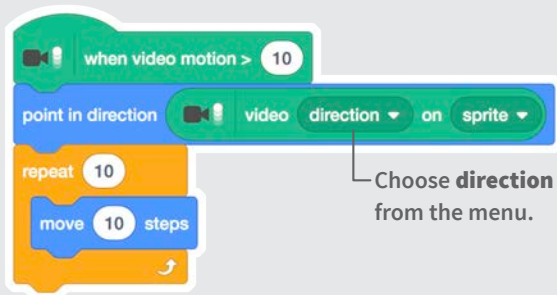 when video motion > 10
point in direction video direction on sprite
repeat 10
Choose direction
from the menu.
move 10 steps